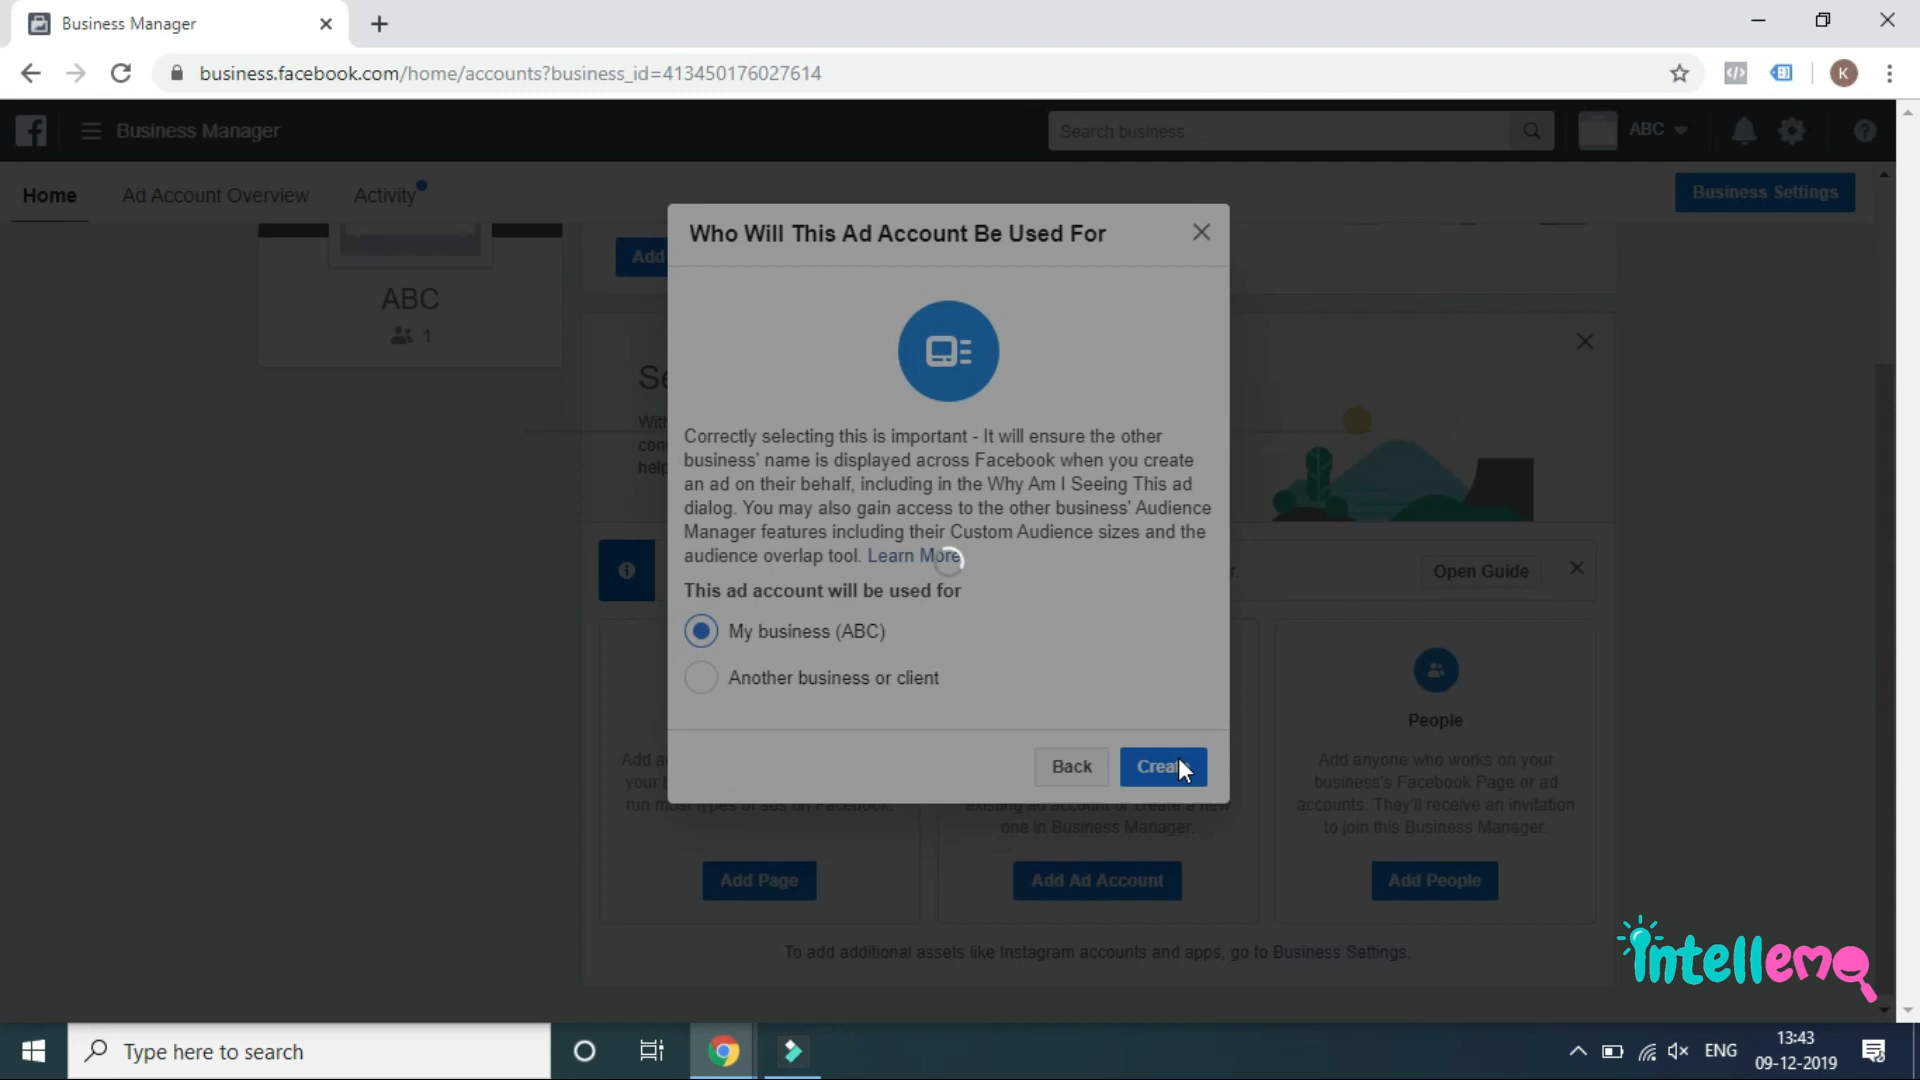 Business Manager
business.facebook.com/home/accounts?business_id=413450176027614
K
Business Manager
Search business
ABC
Home
Ad Account Overview
Activity
Business Settings
Add
Who Will This Ad Account Be Used For
ABC
1
Correctly selecting this is important - It will ensure the other
business' name is displayed across Facebook when you create
an ad on their behalf, including in the Why Am I Seeing This ad
dialog. You may also gain access to the other business' Audience
Manager features including their Custom Audience sizes and the
audience overlap tool. Learn More
This ad account will be used for
My business (ABC)
Another business or client
Back
Open Guide
People
Add anyone who works on your
business's Facebook Page or ad
accounts. They'll receive an invitation
to join this Business Manager.
run most types of ads on Facebook.
existing ad account or create a new
one in Business Manager.
Add Page
Add Ad Account
Add People
To add additional assets like Instagram accounts and apps, go to Business Settings.
intellemo
Type here to search
ENG
13:43
09-12-2019